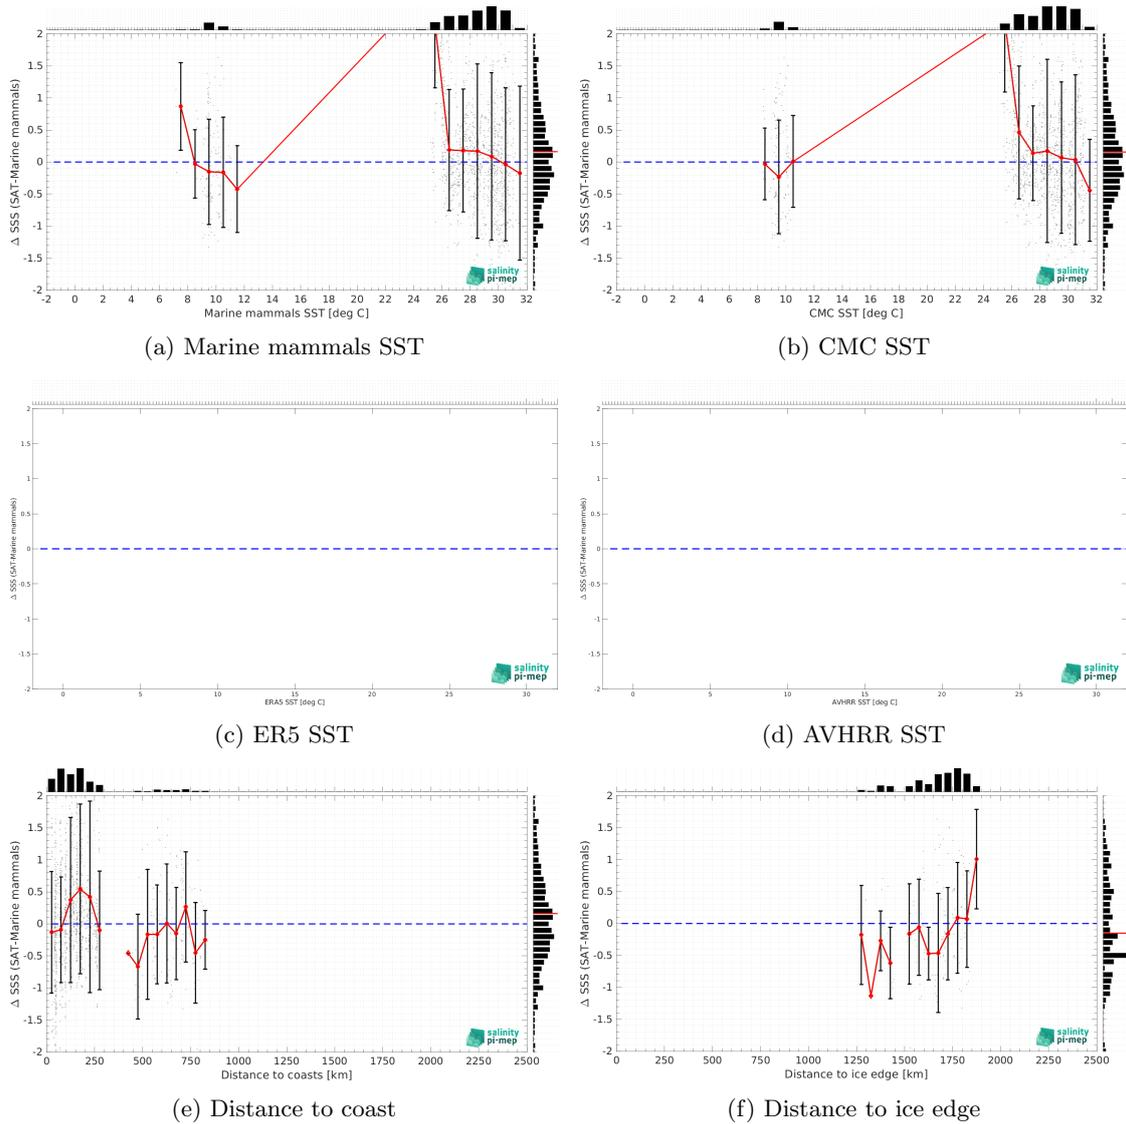 2
1.5
1
0.5
0
-0.5
-1
-1.5
-2
Δ SSS (SAT-Marine mammals)
-2 0 2 4 6 8 10 12 14 16 18 20 22 24 26 28 30 32
Marine mammals SST [deg C]
salinity
pi-mep
(a) Marine mammals SST
2
1.5
1
0.5
0
-0.5
-1
-1.5
-2
Δ SSS (SAT-Marine mammals)
-2 0 2 4 6 8 10 12 14 16 18 20 22 24 26 28 30 32
CMC SST [deg C]
salinity
pi-mep
(b) CMC SST
2
1.5
1
0.5
0
-0.5
-1
-1.5
-2
Δ SSS (SAT-Marine mammals)
0 5 10 15 20 25 30
ERA5 SST [deg C]
salinity
pi-mep
(c) ER5 SST
2
1.5
1
0.5
0
-0.5
-1
-1.5
-2
Δ SSS (SAT-Marine mammals)
0 5 10 15 20 25 30
AVHRR SST [deg C]
salinity
pi-mep
(d) AVHRR SST
2
1.5
1
0.5
0
-0.5
-1
-1.5
-2
Δ SSS (SAT-Marine mammals)
0 250 500 750 1000 1250 1500 1750 2000 2250 2500
Distance to coasts [km]
salinity
pi-mep
(e) Distance to coast
2
1.5
1
0.5
0
-0.5
-1
-1.5
-2
Δ SSS (SAT-Marine mammals)
0 250 500 750 1000 1250 1500 1750 2000 2250 2500
Distance to ice edge [km]
salinity
pi-mep
(f) Distance to ice edge